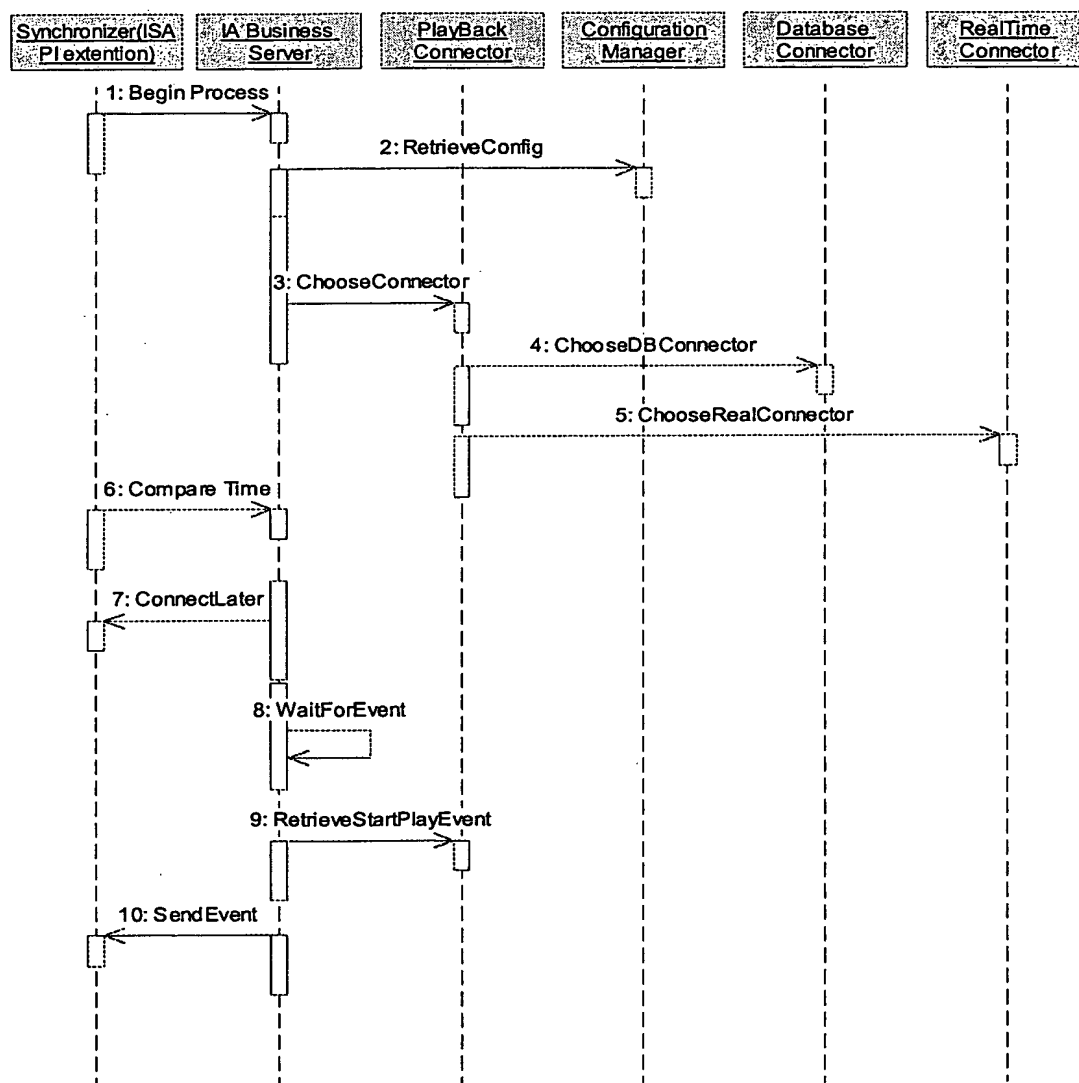 Synchronizer(ISA
PI extention)
IA Business
Server
PlayBack
Connector
Configuration
Manager
Database
Connector
RealTime
Connector
1: Begin Process
2: RetrieveConfig
3: ChooseConnector
4: ChooseDBConnector
5: ChooseRealConnector
6: Compare Time
7: ConnectLater
8: WaitForEvent
9: RetrieveStartPlayEvent
10: SendEvent